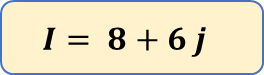 I = 8 + 6 j